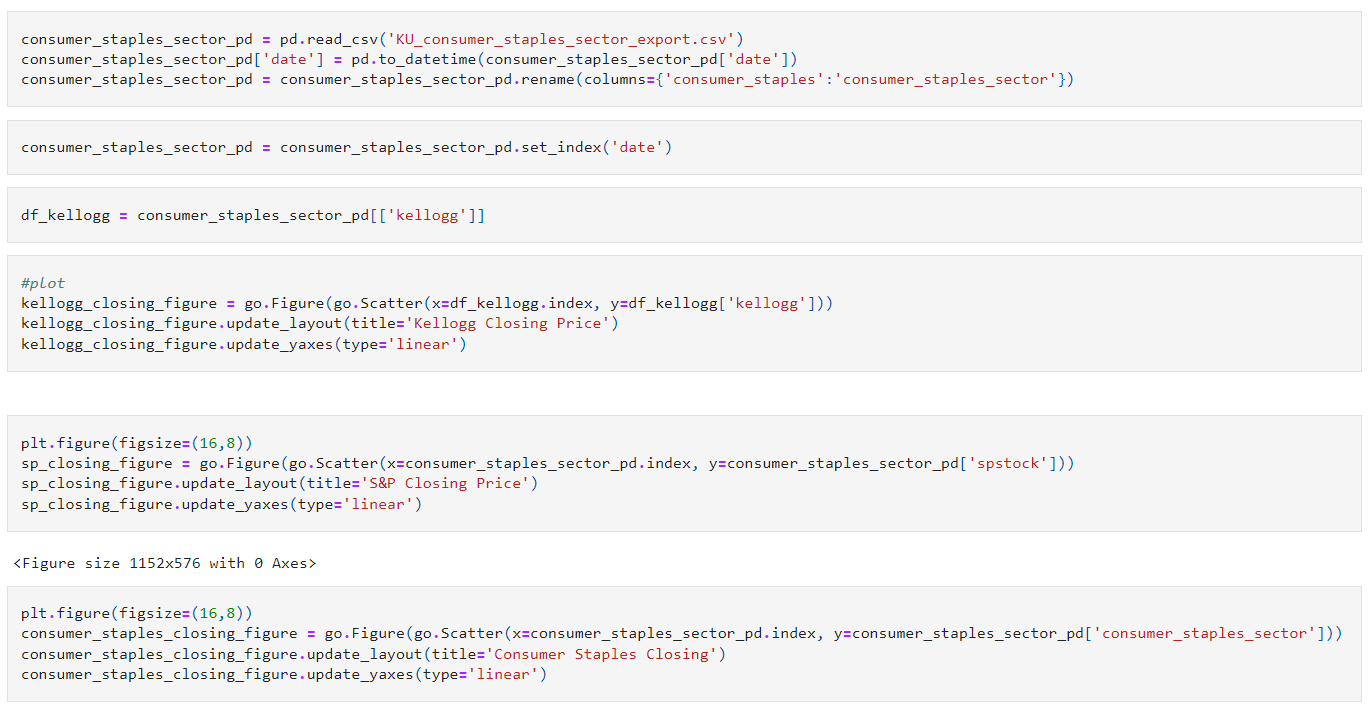 consumer_staples_sector_pd = pd.read_csv('KU_consumer_staples_sector_export.csv')
consumer_staples_sector_pd['date'] = pd.to_datetime(consumer_staples_sector_pd['date'])
consumer_staples_sector_pd = consumer_staples_sector_pd.rename(columns={'consumer_staples':'consumer_staples_sector'})
consumer_staples_sector_pd = consumer_staples_sector_pd.set_index('date')
df_kellogg = consumer_staples_sector_pd[['kellogg']]
#plot
kellogg_closing_figure = go.Figure(go.Scatter(x=df_kellogg.index, y=df_kellogg['kellogg']))
kellogg_closing_figure.update_layout(title='Kellogg Closing Price')
kellogg_closing_figure.update_yaxes(type='linear')
plt.figure(figsize=(16,8))
sp_closing_figure = go.Figure(go.Scatter(x=consumer_staples_sector_pd.index, y=consumer_staples_sector_pd['spstock']))
sp_closing_figure.update_layout(title='S&P Closing Price')
sp_closing_figure.update_yaxes(type='linear')
<Figure size 1152x576 with 0 Axes>
plt.figure(figsize=(16,8))
consumer_staples_closing_figure = go.Figure(go.Scatter(x=consumer_staples_sector_pd.index, y=consumer_staples_sector_pd['consumer_staples_sector']))
consumer_staples_closing_figure.update_layout(title='Consumer Staples Closing')
consumer_staples_closing_figure.update_yaxes(type='linear')